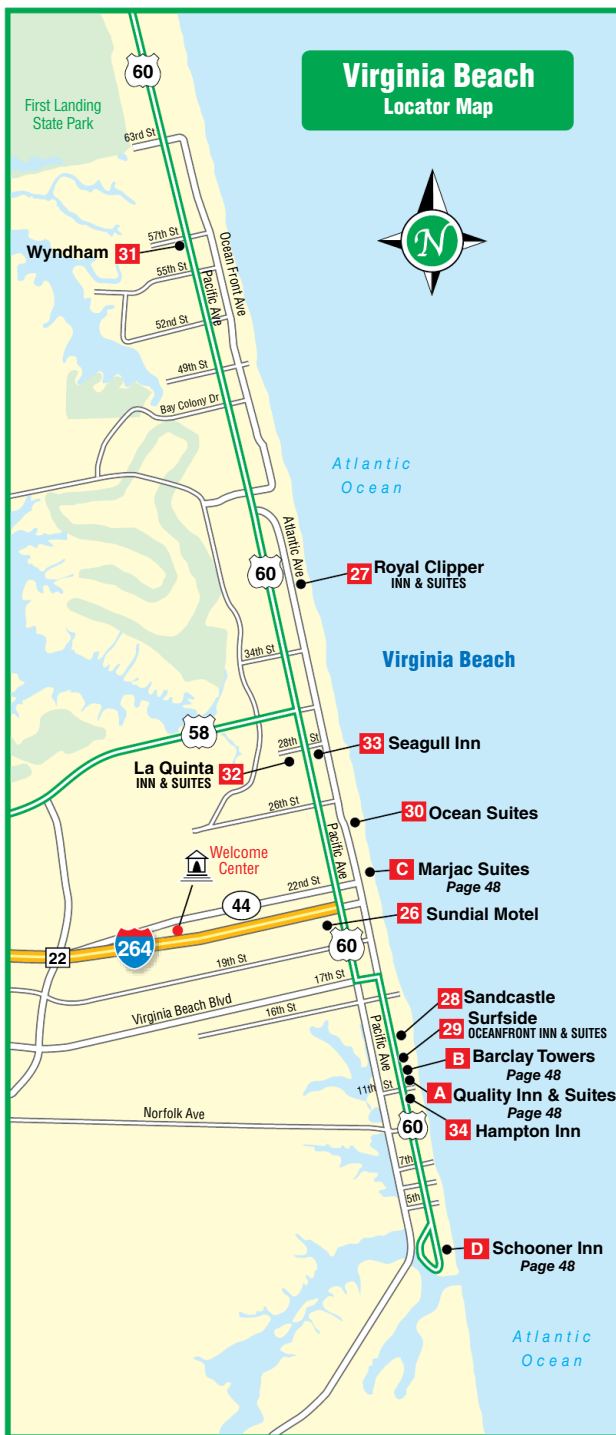 Virginia Beach
Locator Map
60
First Landing
State Park
63rd St
N
57th St
Wyndham 31
Ocean Front Ave
55th St
Pacific Ave
52nd St
49th St
Bay Colony Dr
Atlantic
Ocean
Atlantic Ave
60
27 Royal Clipper
INN & SUITES
34th St
Virginia Beach
58
28th St
33 Seagull Inn
La Quinta 32
INN & SUITES
26th St
30 Ocean Suites
Pacific Ave
Welcome
Center
C Marjac Suites
Page 48
22nd St
44
26 Sundial Motel
60
264
22
19th St
17th St
28 Sandcastle
Virginia Beach Blvd
16th St
Surfside
29 OCEANFRONT INN & SUITES
Pacific Ave
B Barclay Towers
Page 48
11th St
A Quality Inn & Suites
Page 48
Norfolk Ave
60
34 Hampton Inn
7th
5th
D Schooner Inn
Page 48
Atlantic
Ocean